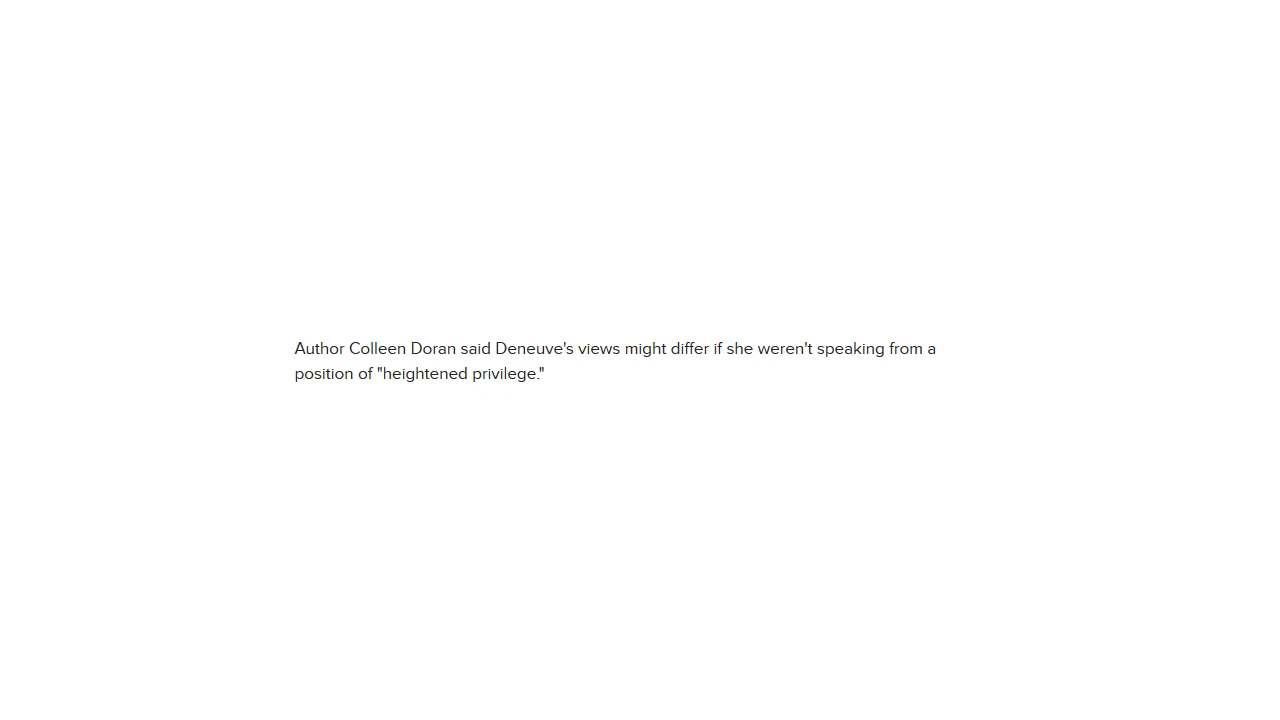 Author Colleen Doran said Deneuve's views might differ if she weren't speaking from a
position of "heightened privilege."